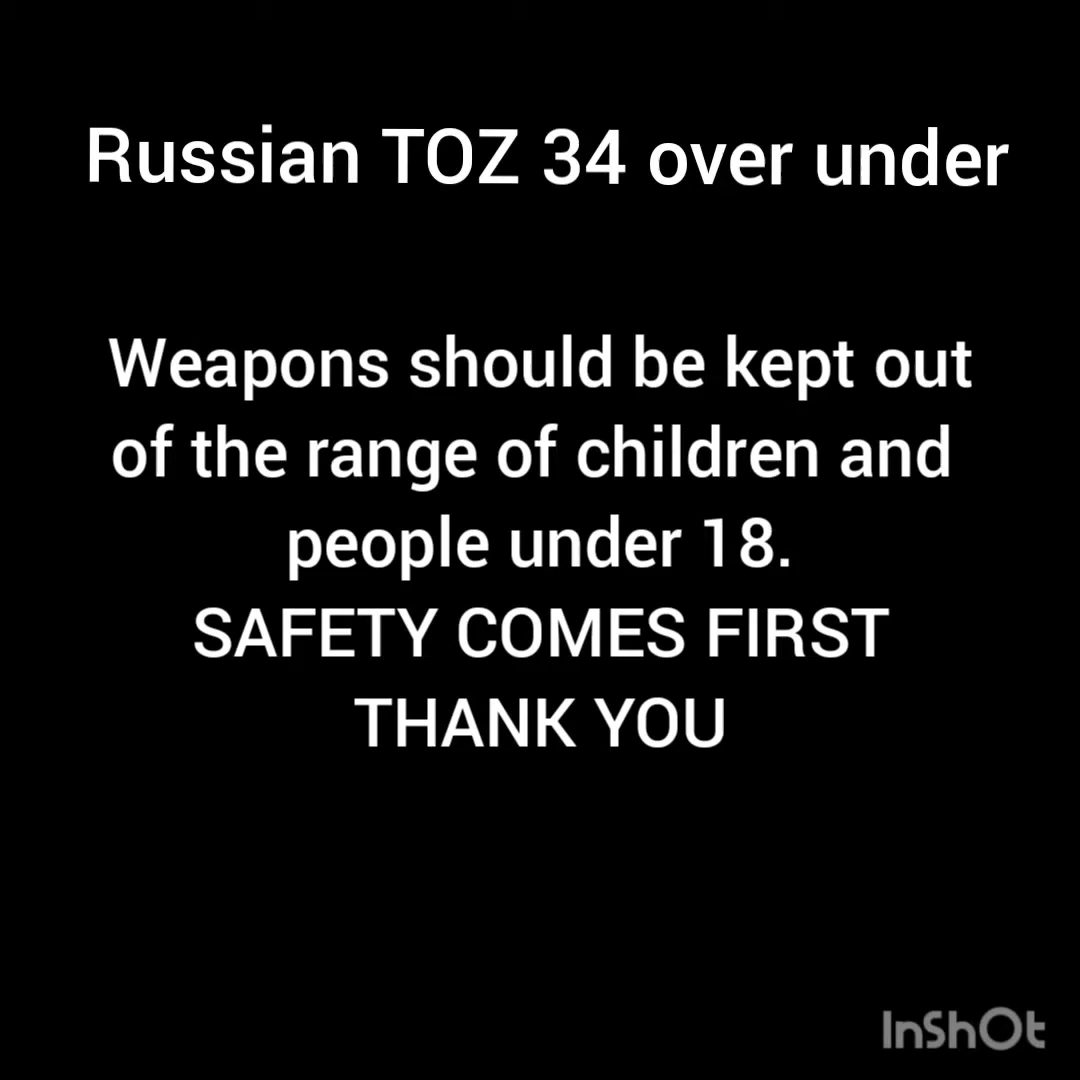 Russian TOZ 34 over under
Weapons should be kept out
of the range of children and
people under 18.
SAFETY COMES FIRST
THANK YOU
InShOt